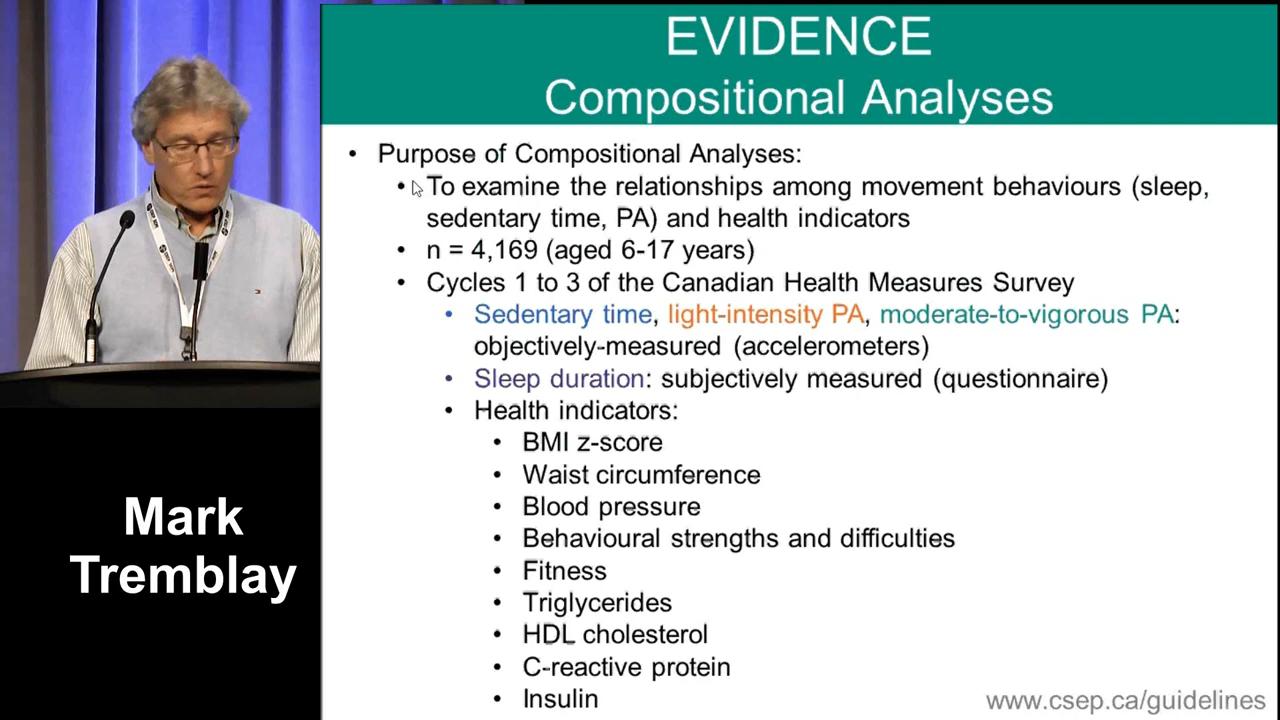 EVIDENCE
Compositional Analyses
• Purpose of Compositional Analyses:
• To examine the relationships among movement behaviours (sleep,
sedentary time, PA) and health indicators
• n = 4,169 (aged 6-17 years)
• Cycles 1 to 3 of the Canadian Health Measures Survey
• Sedentary time, light-intensity PA, moderate-to-vigorous PA:
objectively-measured (accelerometers)
• Sleep duration: subjectively measured (questionnaire)
• Health indicators:
• BMI z-score
• Waist circumference
• Blood pressure
• Behavioural strengths and difficulties
• Fitness
• Triglycerides
• HDL cholesterol
• C-reactive protein
• Insulin
www.csep.ca/guidelines
Mark
Tremblay